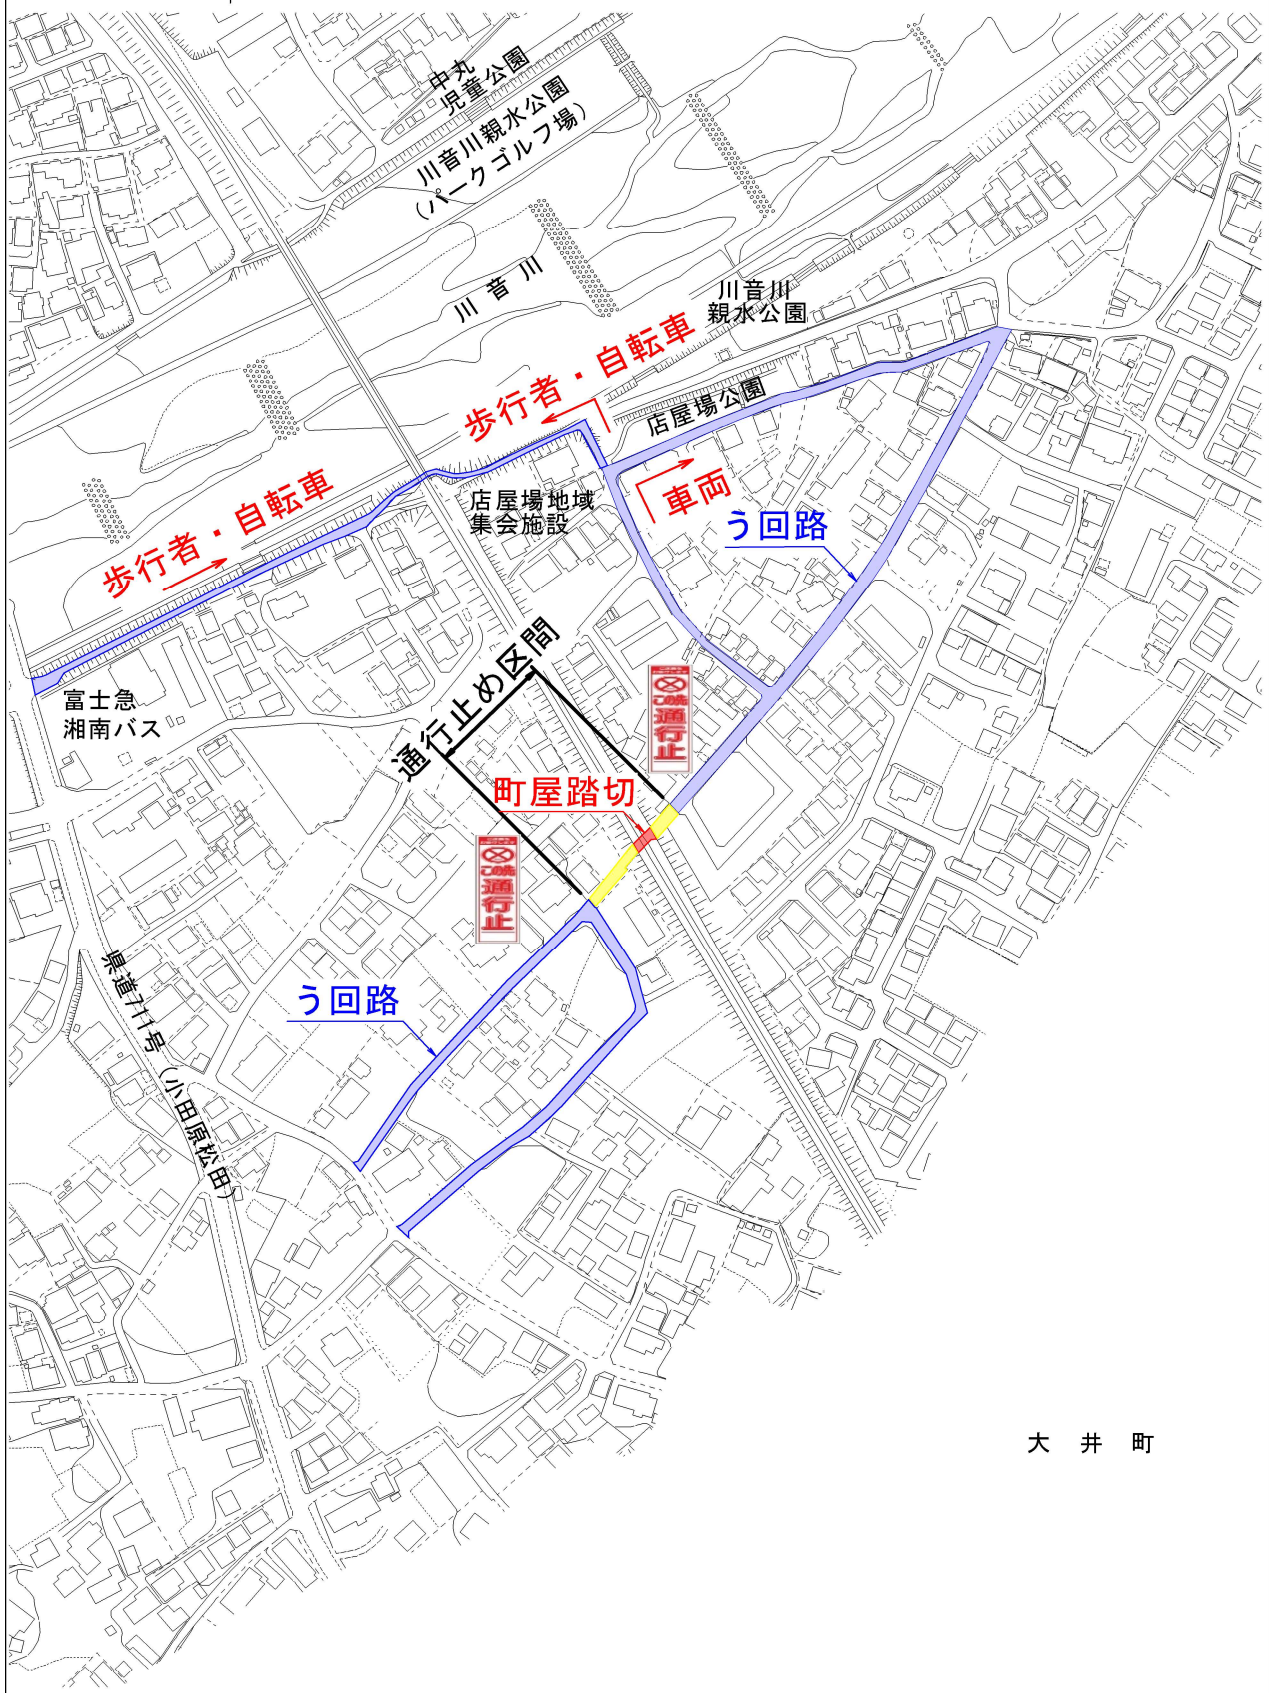 中丸
児童公園
川音川親水公園
(パークゴルフ場)
川音川
川音川
親水公園
歩行者・自転車
店屋場公園
車両
店屋場地域
集会施設
う回路
歩行者・自転車
富士急
湘南バス
通行止め区間
この先
通行止
町屋踏切
この先
通行止
県道711号(小田原松田)
う回路
大井町